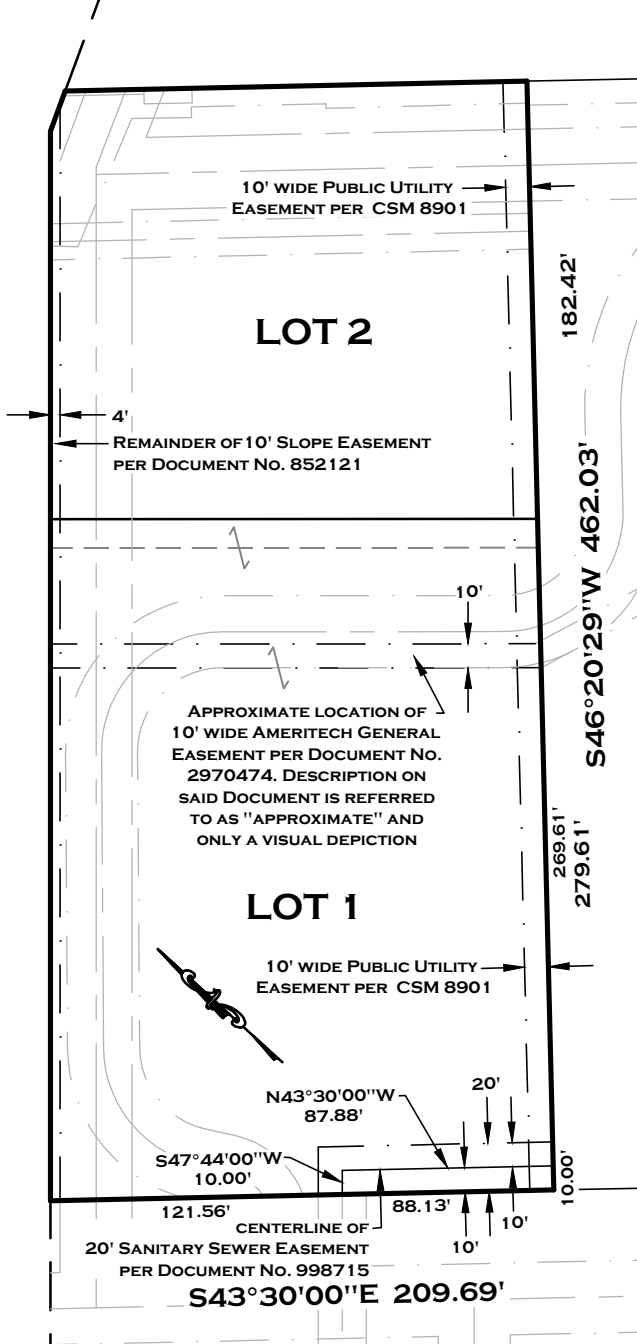 10' WIDE PUBLIC UTILITY
EASEMENT PER CSM 8901
182.42'
LOT 2
4'
REMAINDER OF 10' SLOPE EASEMENT
PER DOCUMENT NO. 852121
S46°20'29"W 462.03'
10'
APPROXIMATE LOCATION OF
10' WIDE AMERITECH GENERAL
EASEMENT PER DOCUMENT NO.
2970474. DESCRIPTION ON
SAID DOCUMENT IS REFERRED
TO AS "APPROXIMATE" AND
ONLY A VISUAL DEPICTION
269.61'
279.61'
LOT 1
10' WIDE PUBLIC UTILITY
EASEMENT PER CSM 8901
N43°30'00"W
87.88'
20'
S47°44'00"W
10.00'
10.00'
121.56'
88.13'
10'
10'
CENTERLINE OF
20' SANITARY SEWER EASEMENT
PER DOCUMENT NO. 998715
S43°30'00"E 209.69'